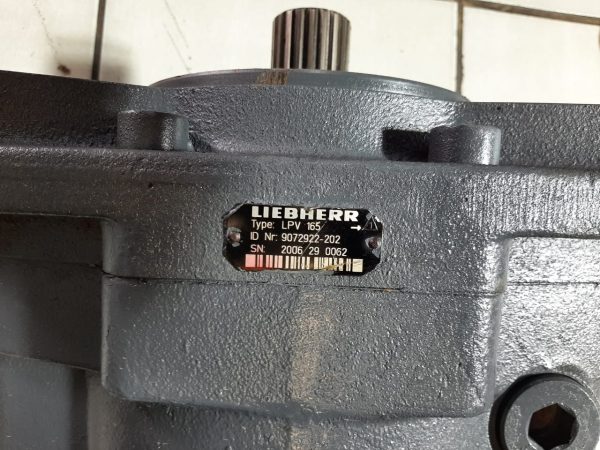 LIEBHERR
Type: LPV 165/
ID Nr: 9072922-202
SN: 2006/29 0062